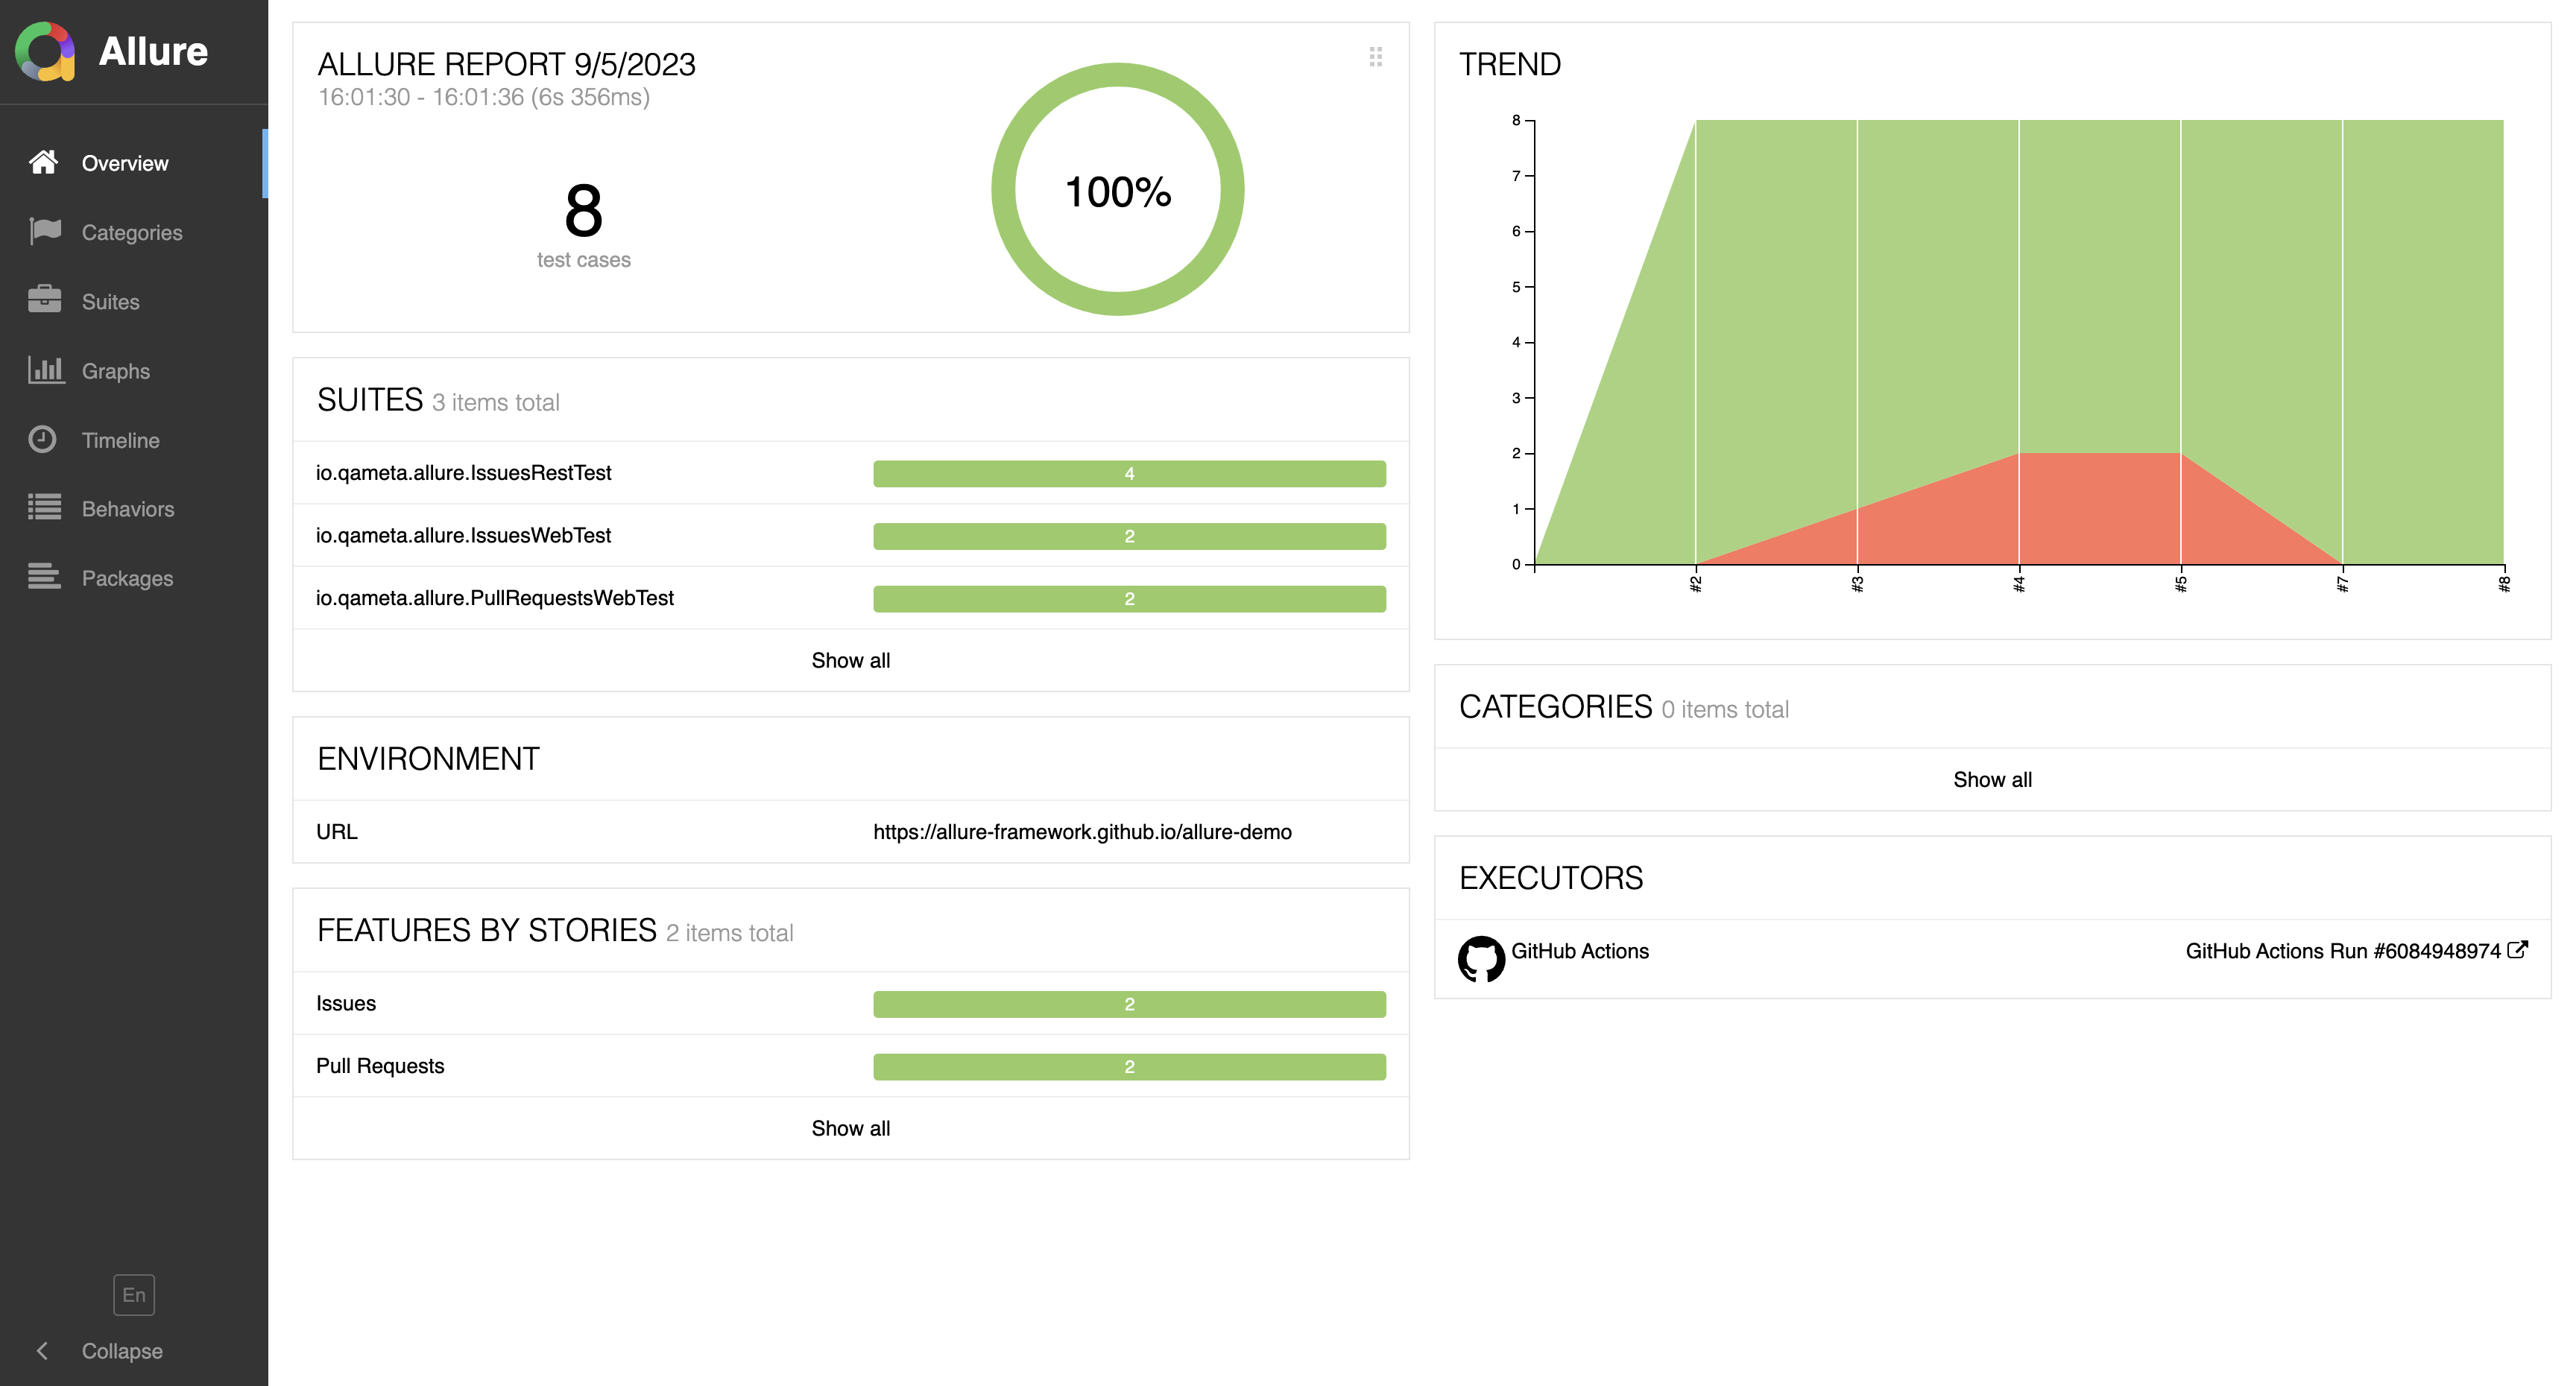 Allure
Overview
Categories
Suites
Graphs
Timeline
Behaviors
Packages
En
Collapse
ALLURE REPORT 9/5/2023
16:01:30 - 16:01:36 (6s 356ms)
8
test cases
100%
SUITES 3 items total
io.qameta.allure.IssuesRestTest 4
io.qameta.allure.IssuesWebTest 2
io.qameta.allure.PullRequestsWebTest 2
Show all
ENVIRONMENT
URL https://allure-framework.github.io/allure-demo
FEATURES BY STORIES 2 items total
Issues 2
Pull Requests 2
Show all
TREND
8
7
6
5
4
3
2
1
0
#2 #3 #4 #5 #7 #8
CATEGORIES 0 items total
Show all
EXECUTORS
GitHub Actions GitHub Actions Run #6084948974